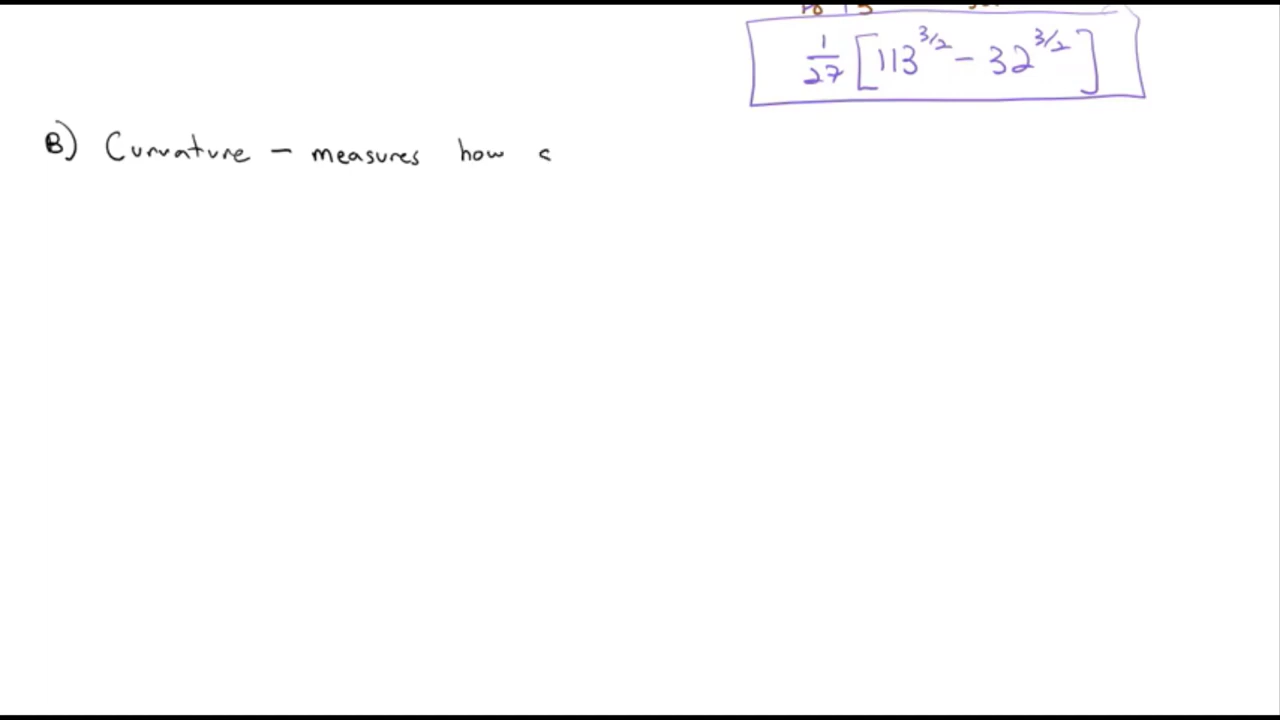 1/27 [113^3/2 - 32^3/2]
B) Curvature - measures how